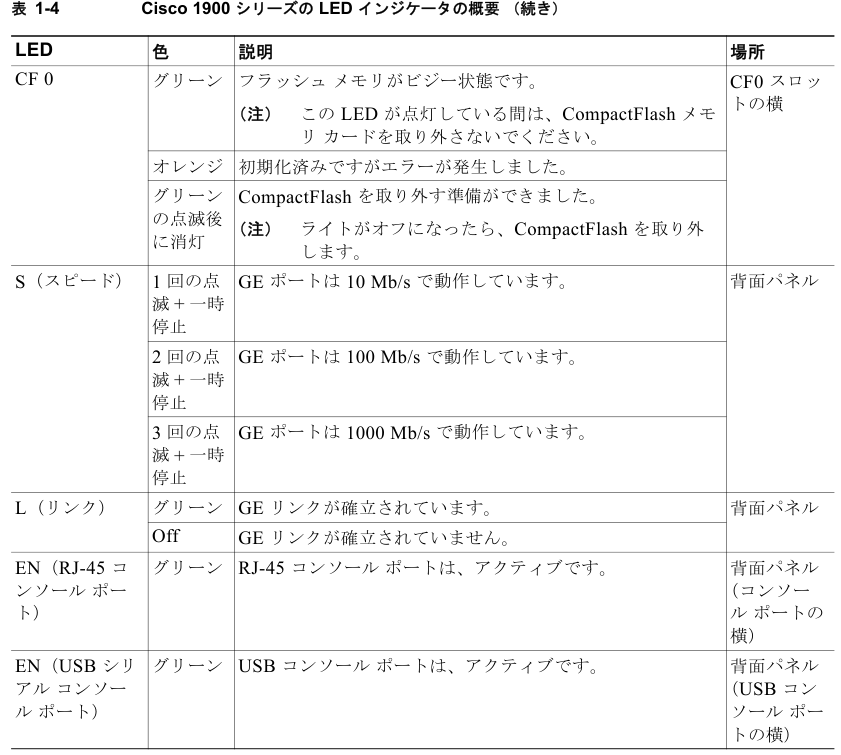 表 1-4 Cisco 1900 シリーズの LED インジケータの概要 （続き）
LED 色 説明 場所
CF 0 グリーン フラッシュ メモリがビジー状態です。 CF0 スロッ
トの横
（注） この LED が点灯している間は、CompactFlash メモ
リ カードを取り外さないでください。
オレンジ 初期化済みですがエラーが発生しました。
グリーン
の点滅後
に消灯
CompactFlash を取り外す準備ができました。
（注） ライトがオフになったら、CompactFlash を取り外
します。
S（スピード） 1 回の点
滅 + 一時
停止
GE ポートは 10 Mb/s で動作しています。 背面パネル
2 回の点
滅 + 一時
停止
GE ポートは 100 Mb/s で動作しています。
3 回の点
滅 + 一時
停止
GE ポートは 1000 Mb/s で動作しています。
L（リンク） グリーン GE リンクが確立されています。 背面パネル
Off GE リンクが確立されていません。
EN（RJ-45 コ
ンソール ポー
ト）
グリーン RJ-45 コンソール ポートは、アクティブです。 背面パネル
（コンソー
ル ポートの
横）
EN（USB シリ
アル コンソー
ル ポート）
グリーン USB コンソール ポートは、アクティブです。 背面パネル
（USB コン
ソール ポー
トの横）